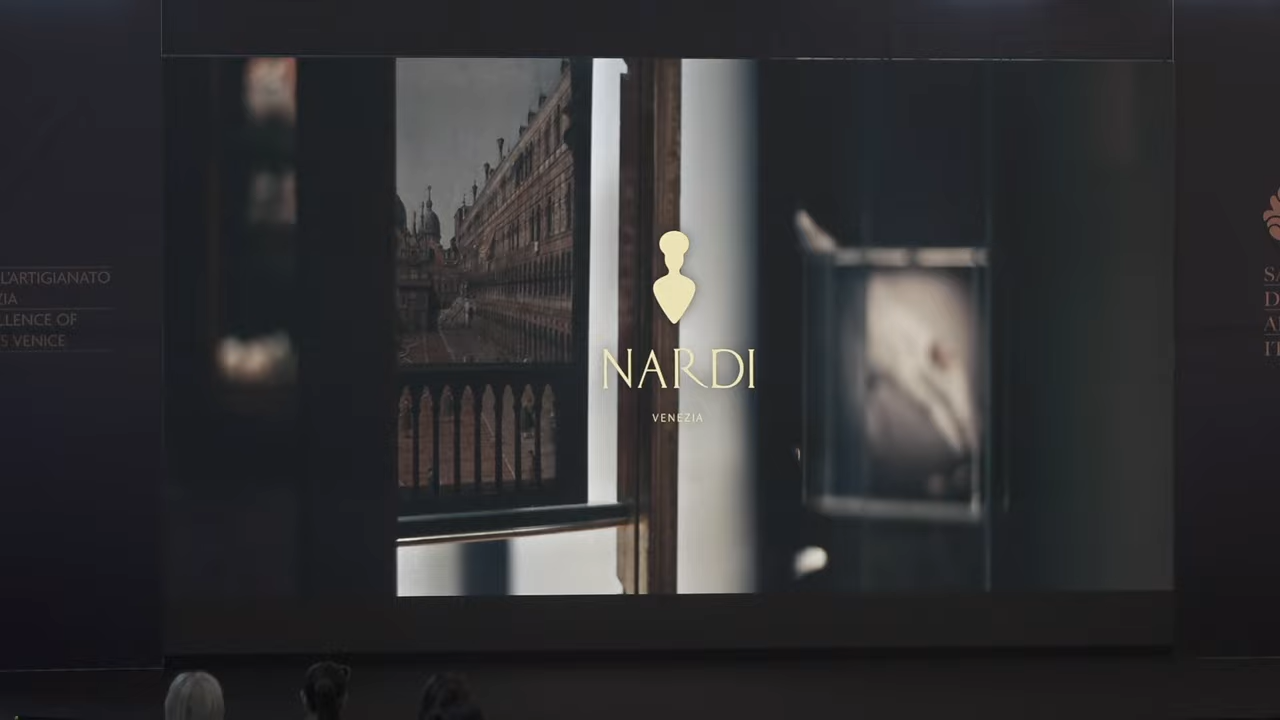 L'ARTIGIANATO
ZIA
LLENCE OF
S VENICE
NARDI
VENEZIA